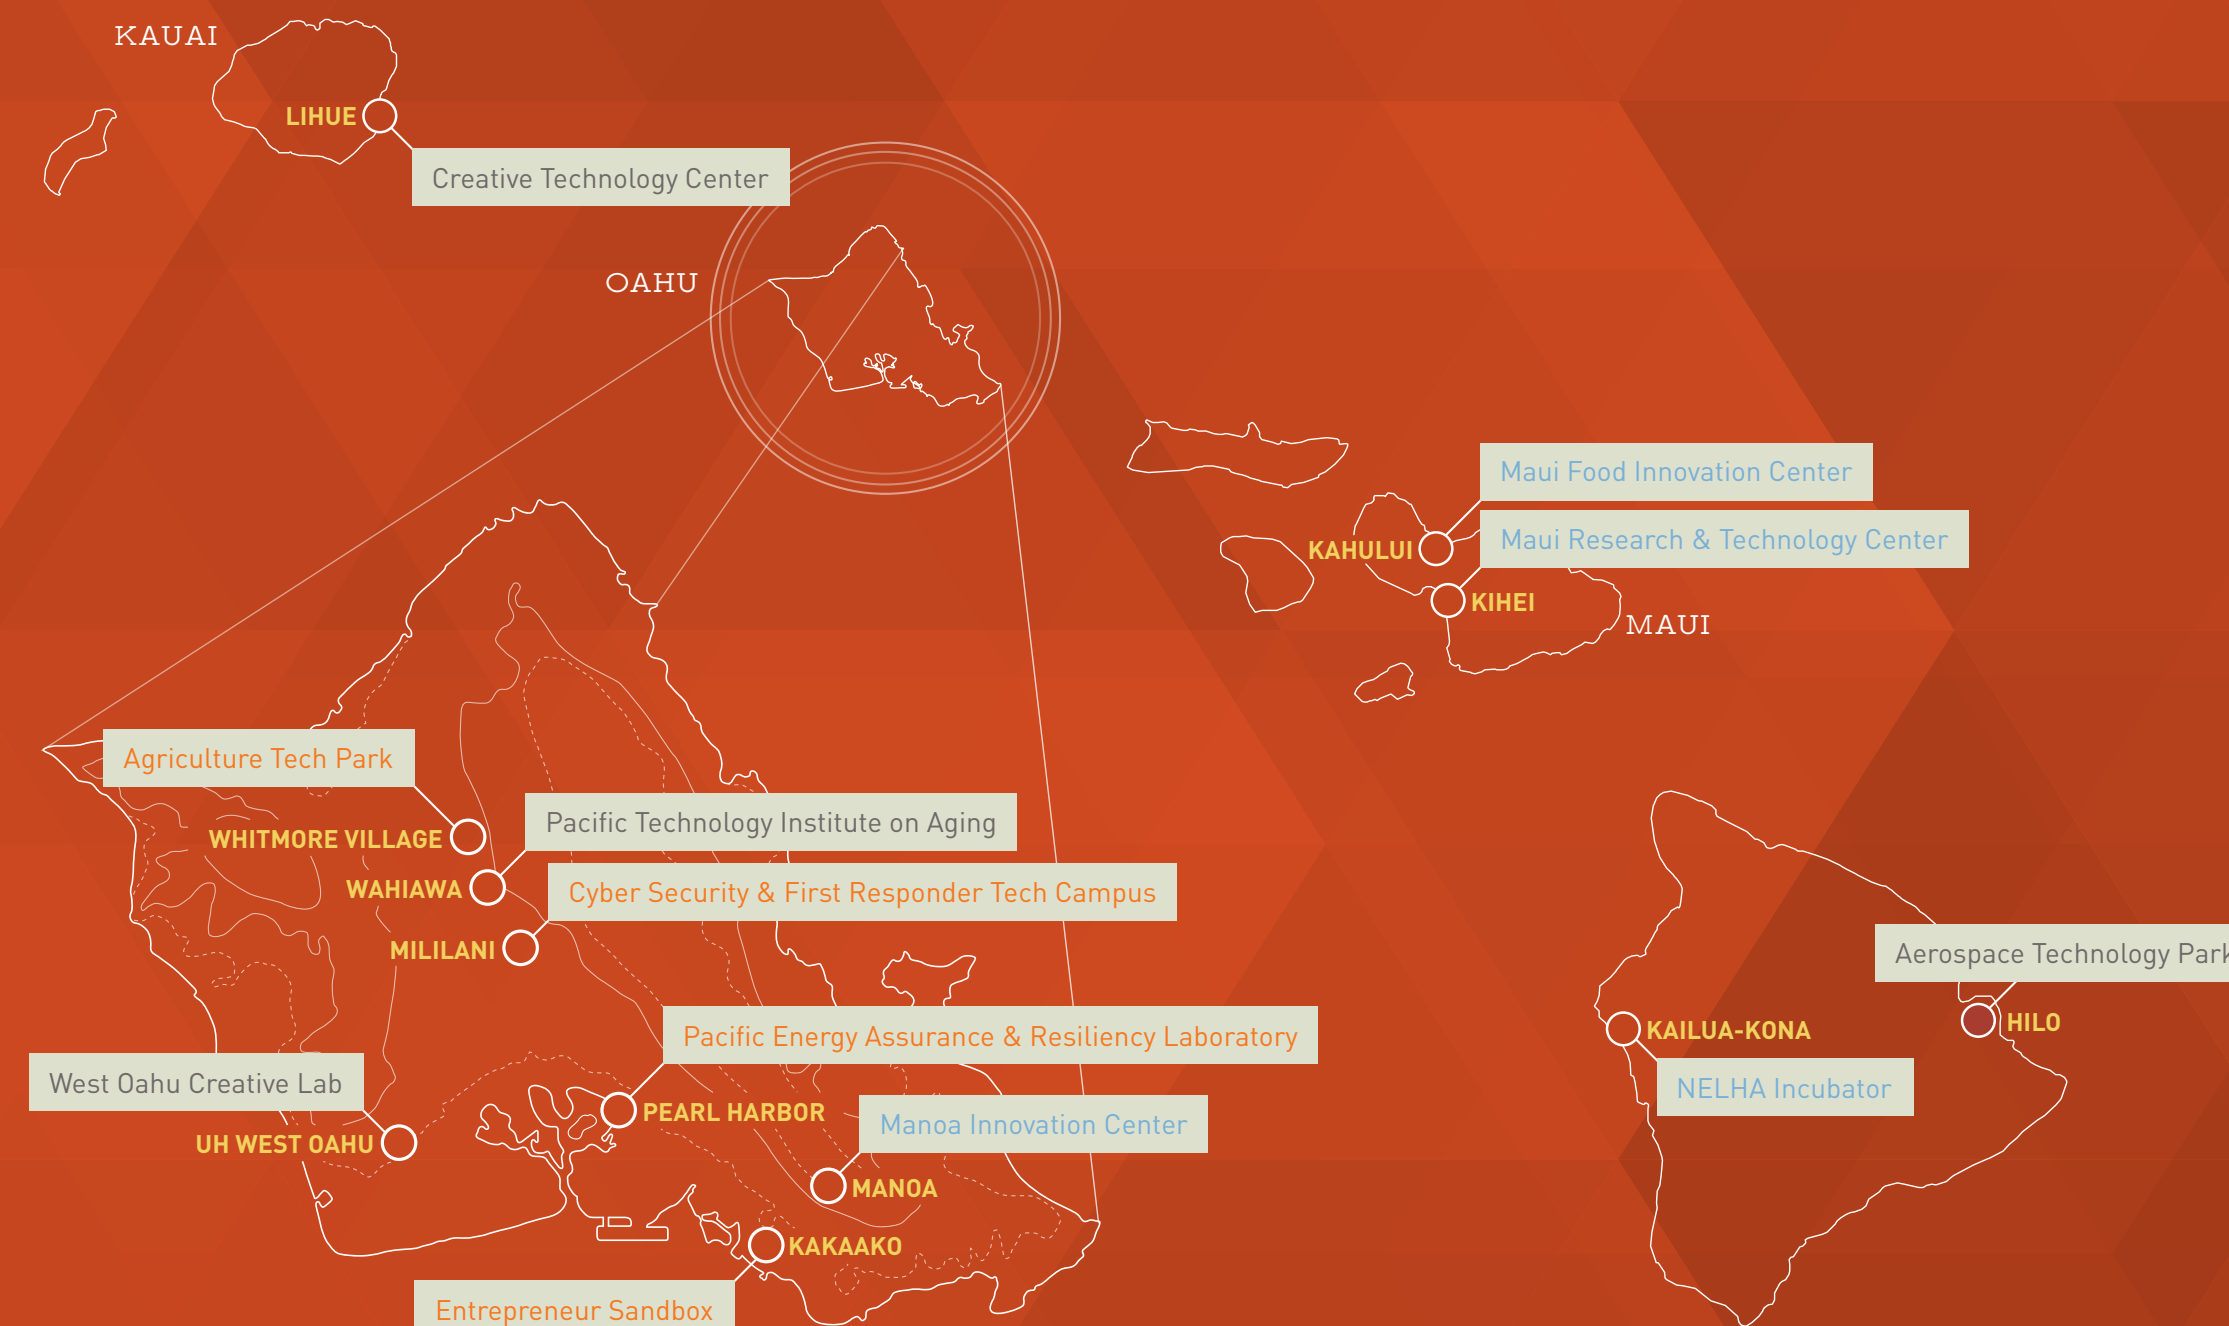 KAUAI
LIHUE
Creative Technology Center
OAHU
Maui Food Innovation Center
Maui Research & Technology Center
KAHULUI
KIHEI
MAUI
Agriculture Tech Park
WHITMORE VILLAGE
Pacific Technology Institute on Aging
WAHIAWA
Cyber Security & First Responder Tech Campus
MILILANI
Aerospace Technology Park
HILO
KAILUA-KONA
NELHA Incubator
Pacific Energy Assurance & Resiliency Laboratory
West Oahu Creative Lab
PEARL HARBOR
Manoa Innovation Center
UH WEST OAHU
MANOA
KAKAAKO
Entrepreneur Sandbox